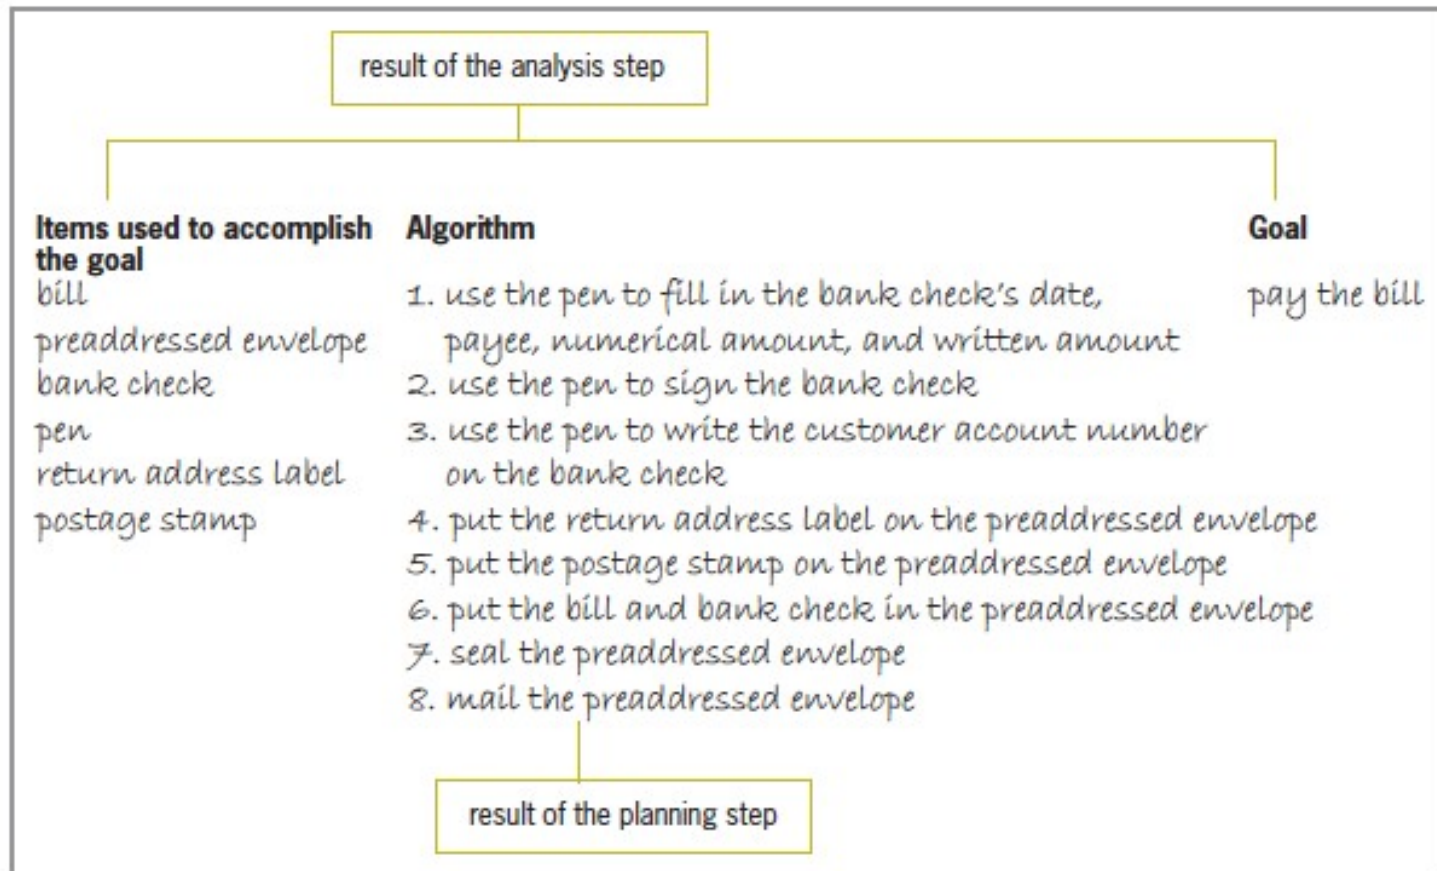 result of the analysis step
Items used to accomplish
the goal
bill
preaddressed envelope
bank check
pen
return address label
postage stamp
Algorithm
1. use the pen to fill in the bank check's date,
payee, numerical amount, and written amount
2. use the pen to sign the bank check
3. use the pen to write the customer account number
on the bank check
4. put the return address label on the preaddressed envelope
5. put the postage stamp on the preaddressed envelope
6. put the bill and bank check in the preaddressed envelope
7. seal the preaddressed envelope
8. mail the preaddressed envelope
Goal
pay the bill
result of the planning step